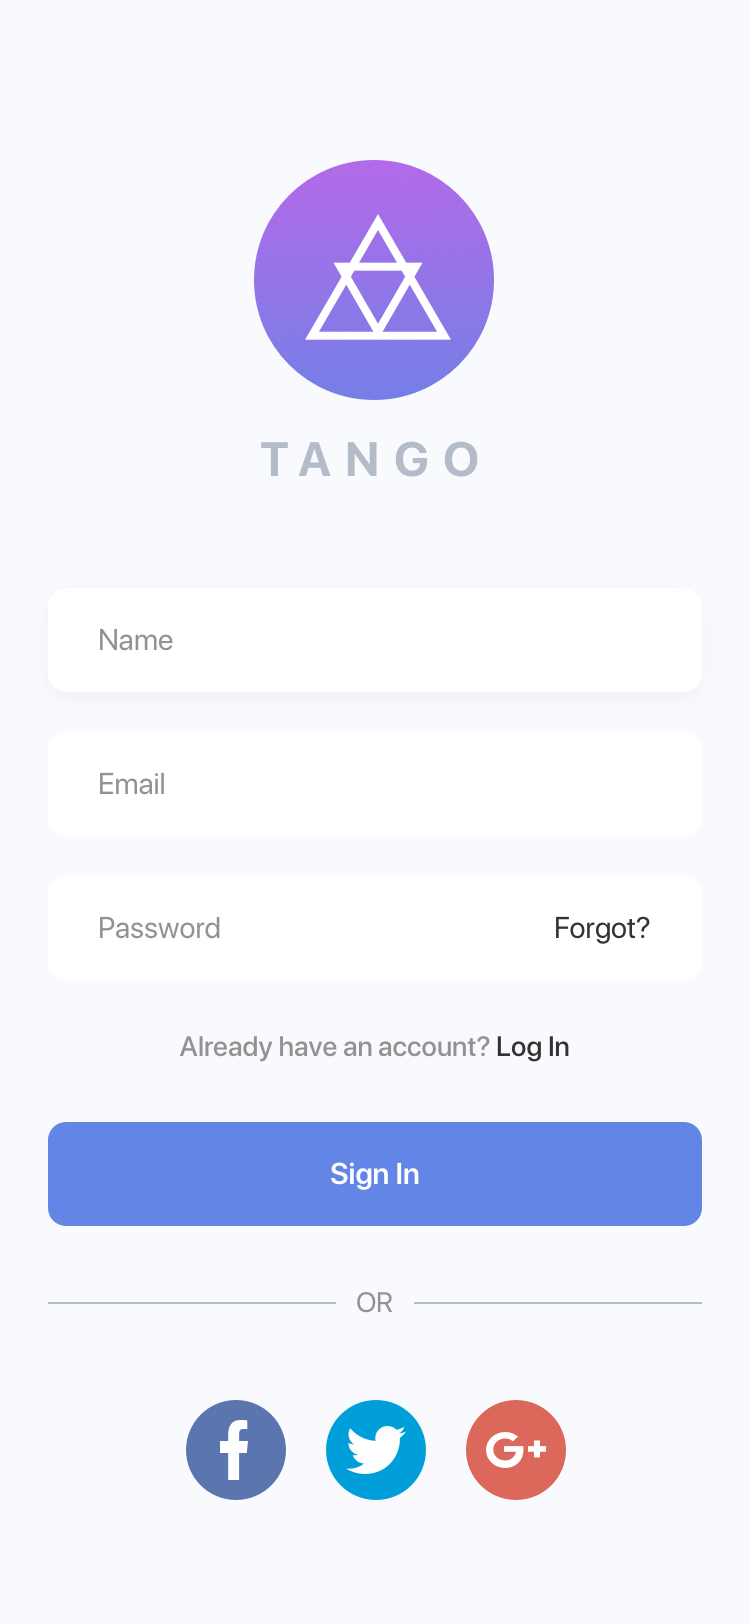 TANGO
Name
Email
Password Forgot?
Already have an account? Log In
Sign In
OR
f
G+